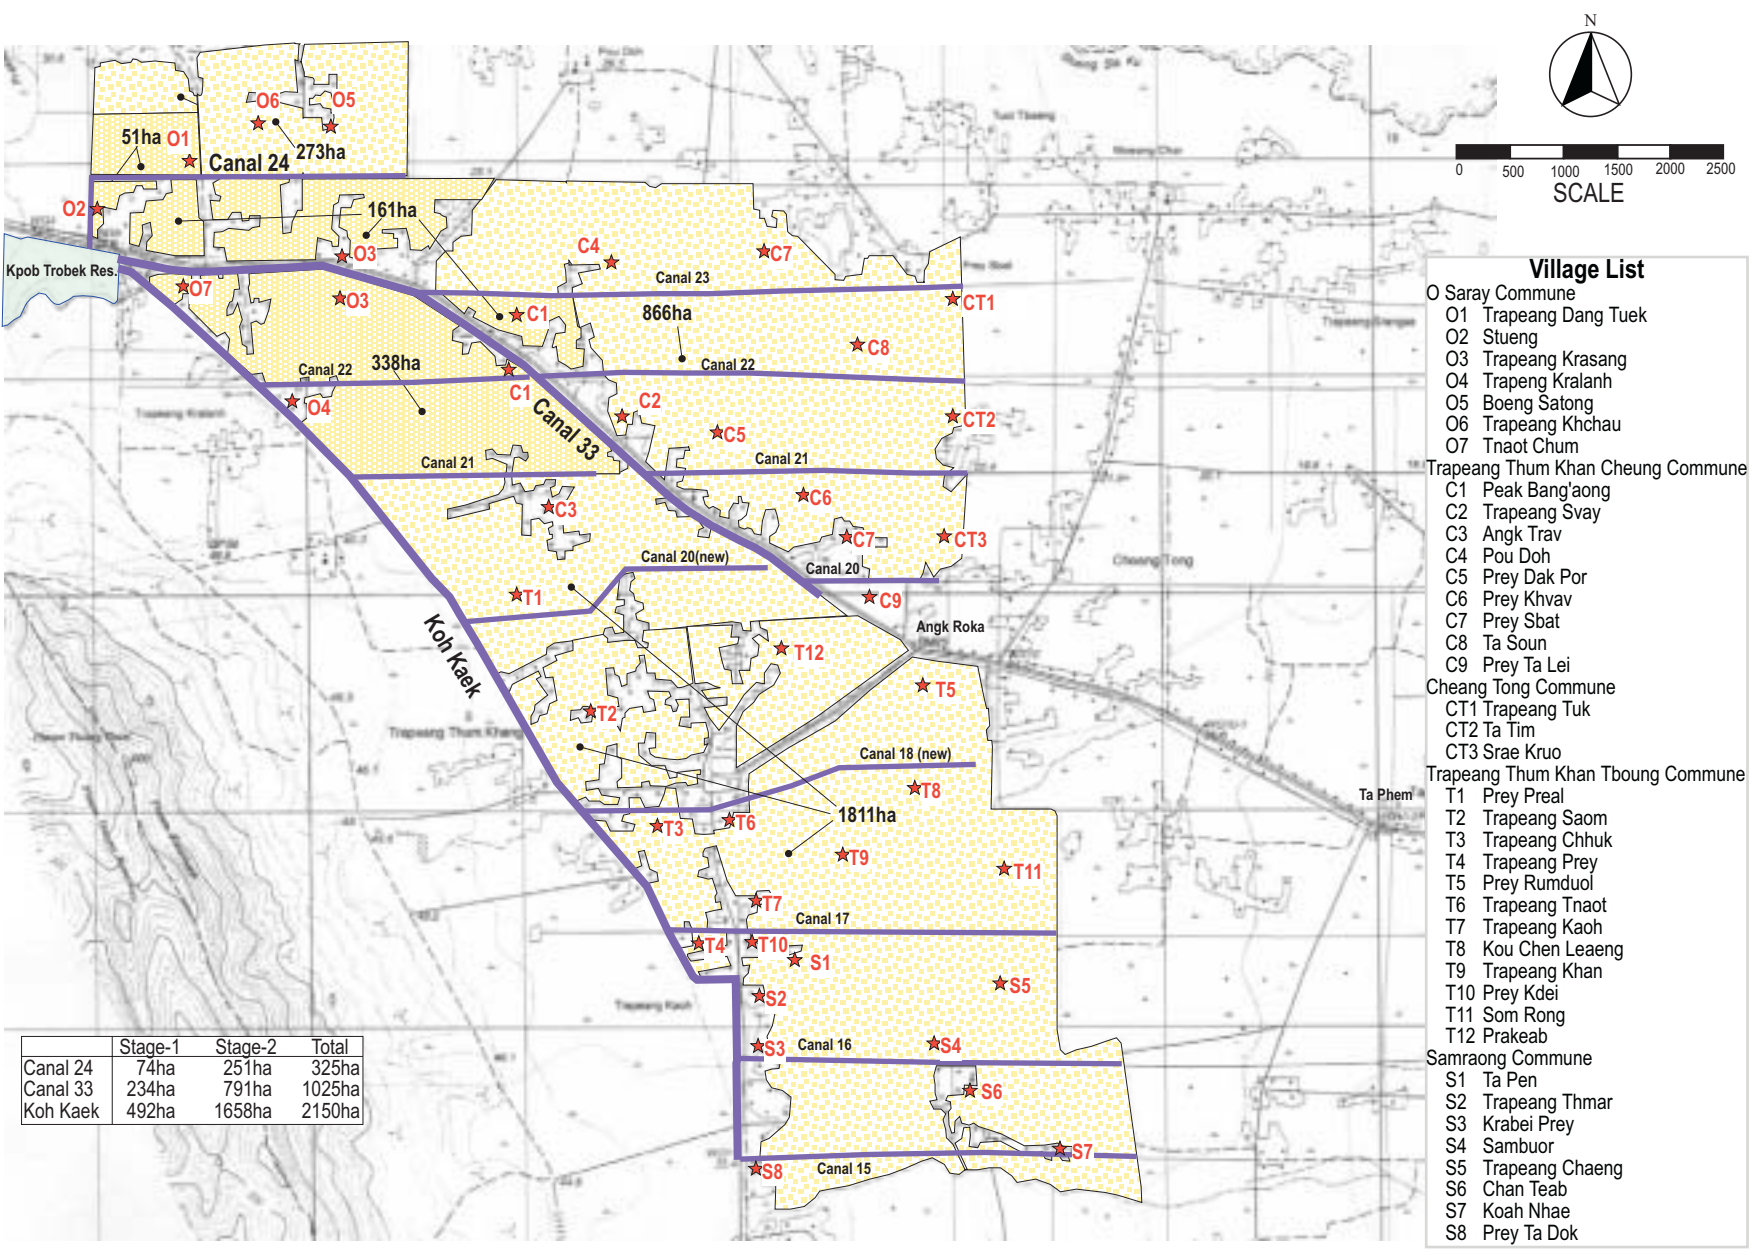 N
0 500 1000 1500 2000 2500
SCALE
O6
O5
51ha
O1
Canal 24
273ha
O2
161ha
O3
Kpob Trobek Res.
O7
O3
C4
C7
Canal 23
CT1
C1
866ha
C8
Canal 22
338ha
Canal 22
C1
O4
Canal 33
C2
C5
CT2
Canal 21
Canal 21
C6
C3
C7
CT3
Canal 20(new)
Canal 20
T1
C9
Koh Kaek
Angk Roka
T12
T5
T2
Trapeang Kralanh
Trapeang Thum Khang
Cheang Tong
Canal 18 (new)
T8
1811ha
Ta Phem
T3
T6
T9
T11
T7
Canal 17
T4
T10
S1
S5
S2
Trapeang Kaoh
S3
Canal 16
S4
S6
S7
S8
Canal 15
Stage-1 Stage-2 Total
Canal 24 74ha 251ha 325ha
Canal 33 234ha 791ha 1025ha
Koh Kaek 492ha 1658ha 2150ha
Village List
O Saray Commune
O1 Trapeang Dang Tuek
O2 Stueng
O3 Trapeang Krasang
O4 Trapeng Kralanh
O5 Boeng Satong
O6 Trapeang Khchau
O7 Tnaot Chum
Trapeang Thum Khan Cheung Commune
C1 Peak Bang'aong
C2 Trapeang Svay
C3 Angk Trav
C4 Pou Doh
C5 Prey Dak Por
C6 Prey Khvav
C7 Prey Sbat
C8 Ta Soun
C9 Prey Ta Lei
Cheang Tong Commune
CT1 Trapeang Tuk
CT2 Ta Tim
CT3 Srae Kruo
Trapeang Thum Khan Tboung Commune
T1 Prey Preal
T2 Trapeang Saom
T3 Trapeang Chhuk
T4 Trapeang Prey
T5 Prey Rumduol
T6 Trapeang Tnaot
T7 Trapeang Kaoh
T8 Kou Chen Leaeng
T9 Trapeang Khan
T10 Prey Kdei
T11 Som Rong
T12 Prakeab
Samraong Commune
S1 Ta Pen
S2 Trapeang Thmar
S3 Krabei Prey
S4 Sambuor
S5 Trapeang Chaeng
S6 Chan Teab
S7 Koah Nhae
S8 Prey Ta Dok